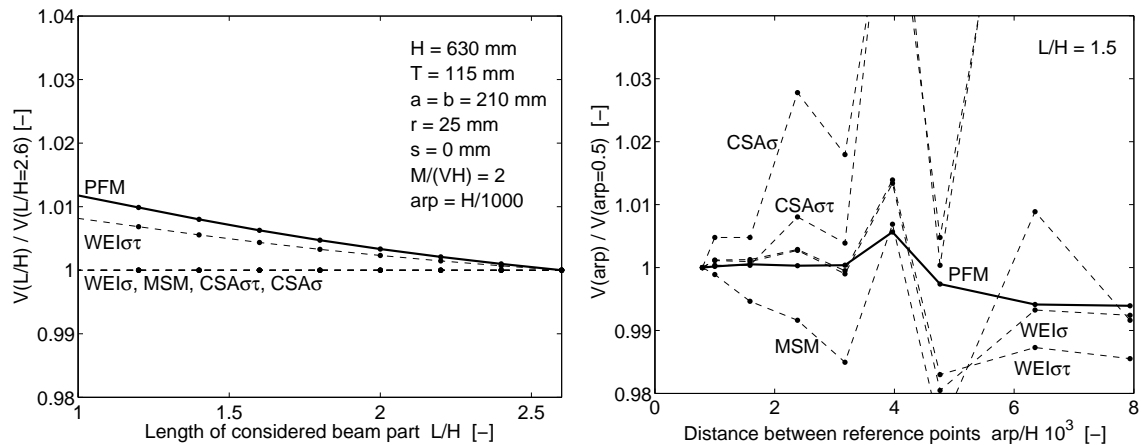 1.04
1.03
1.02
1.01
1
0.99
0.98
V(L/H) / V(L/H=2.6) [−]
H = 630 mm
T = 115 mm
a = b = 210 mm
r = 25 mm
s = 0 mm
M/(VH) = 2
arp = H/1000
PFM
WEIστ
WEIσ, MSM, CSAστ, CSAσ
1 1.5 2 2.5
Length of considered beam part L/H [−]
1.04
1.03
1.02
1.01
1
0.99
0.98
V(arp) / V(arp=0.5) [−]
L/H = 1.5
CSAσ
CSAστ
PFM
MSM
WEIσ
WEIστ
0 2 4 6 8
Distance between reference points arp/H 10³ [−]